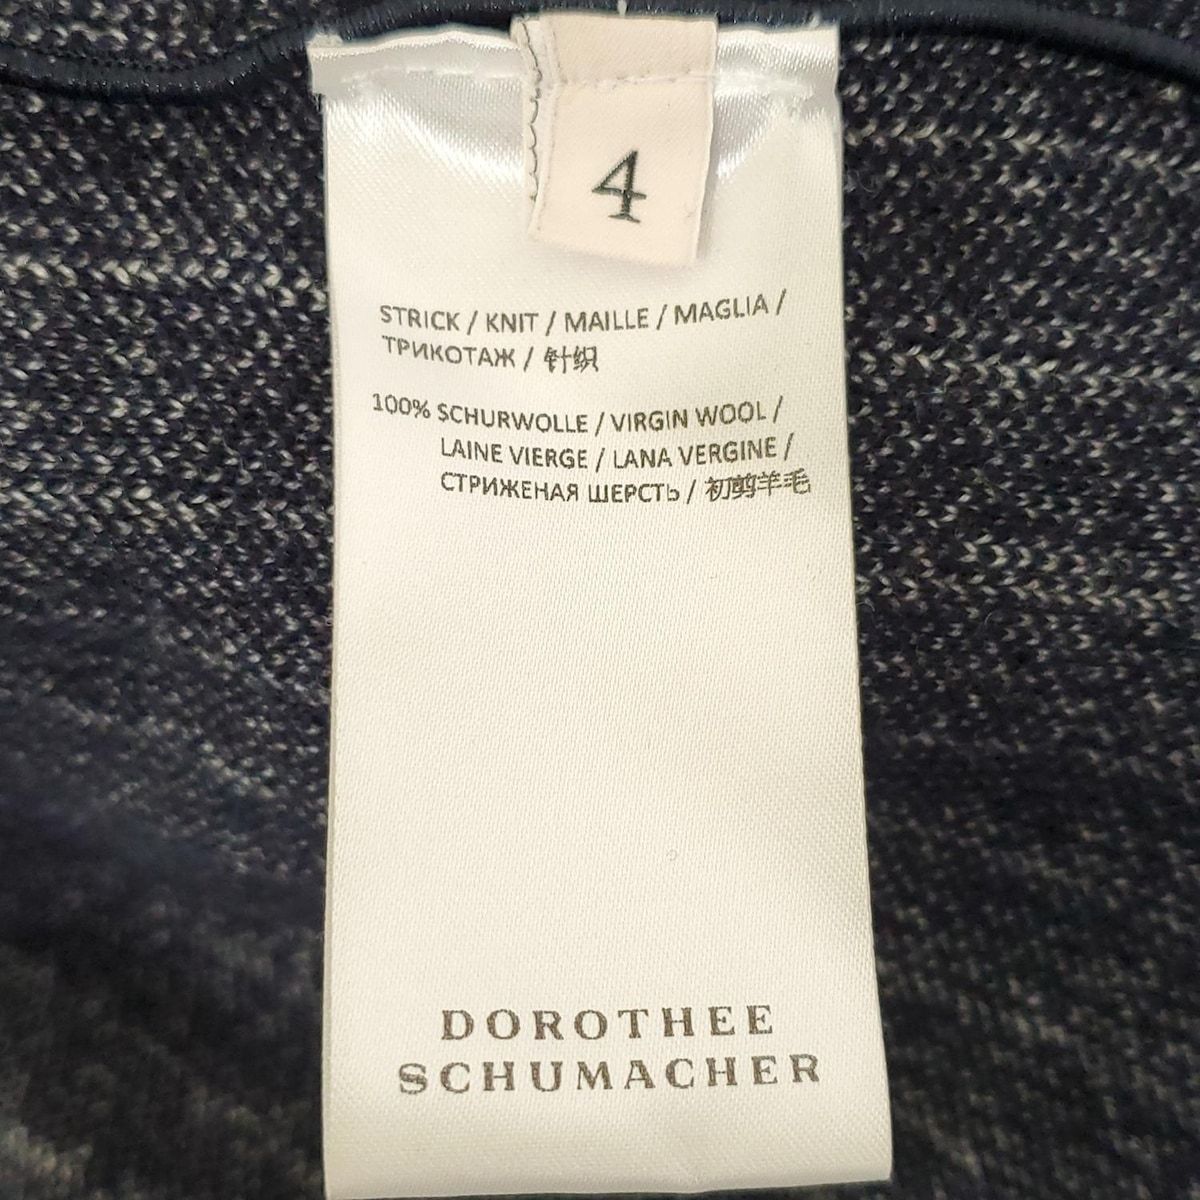 4
STRICK / KNIT / MAILLE / MAGLIA /
ТРИКОТАЖ / 针织
100% SCHURWOLLE / VIRGIN WOOL /
LAINE VIERGE / LANA VERGINE /
СТРИЖЕНАЯ ШЕРСТЬ / 初剪羊毛
DOROTHEE
SCHUMACHER